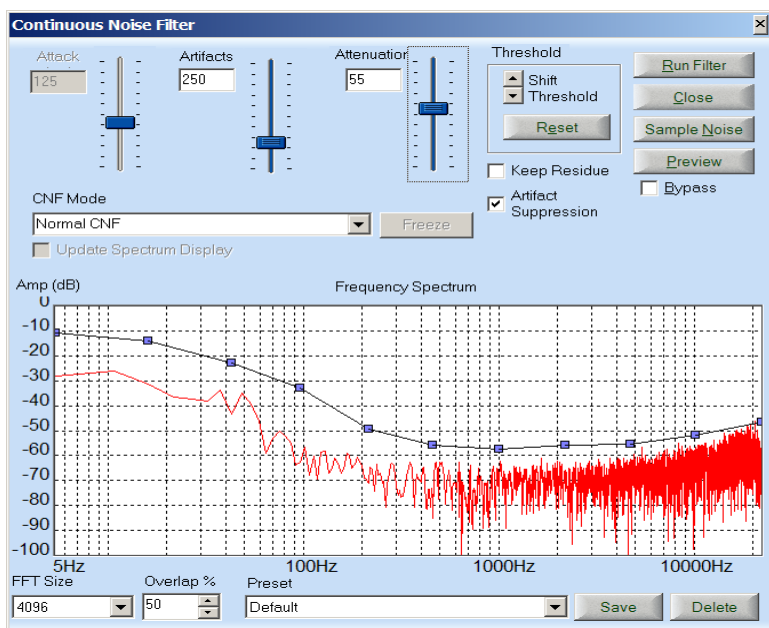 Continuous Noise Filter
Attack
125
Artifacts
250
Attenuation
55
Threshold
Shift
Threshold
Reset
Run Filter
Close
Sample Noise
Preview
Bypass
Keep Residue
Artifact
Suppression
CNF Mode
Normal CNF
Freeze
Update Spectrum Display
Amp (dB)
Frequency Spectrum
0
-10
-20
-30
-40
-50
-60
-70
-80
-90
-100
5Hz
100Hz
1000Hz
10000Hz
FFT Size
4096
Overlap %
50
Preset
Default
Save
Delete